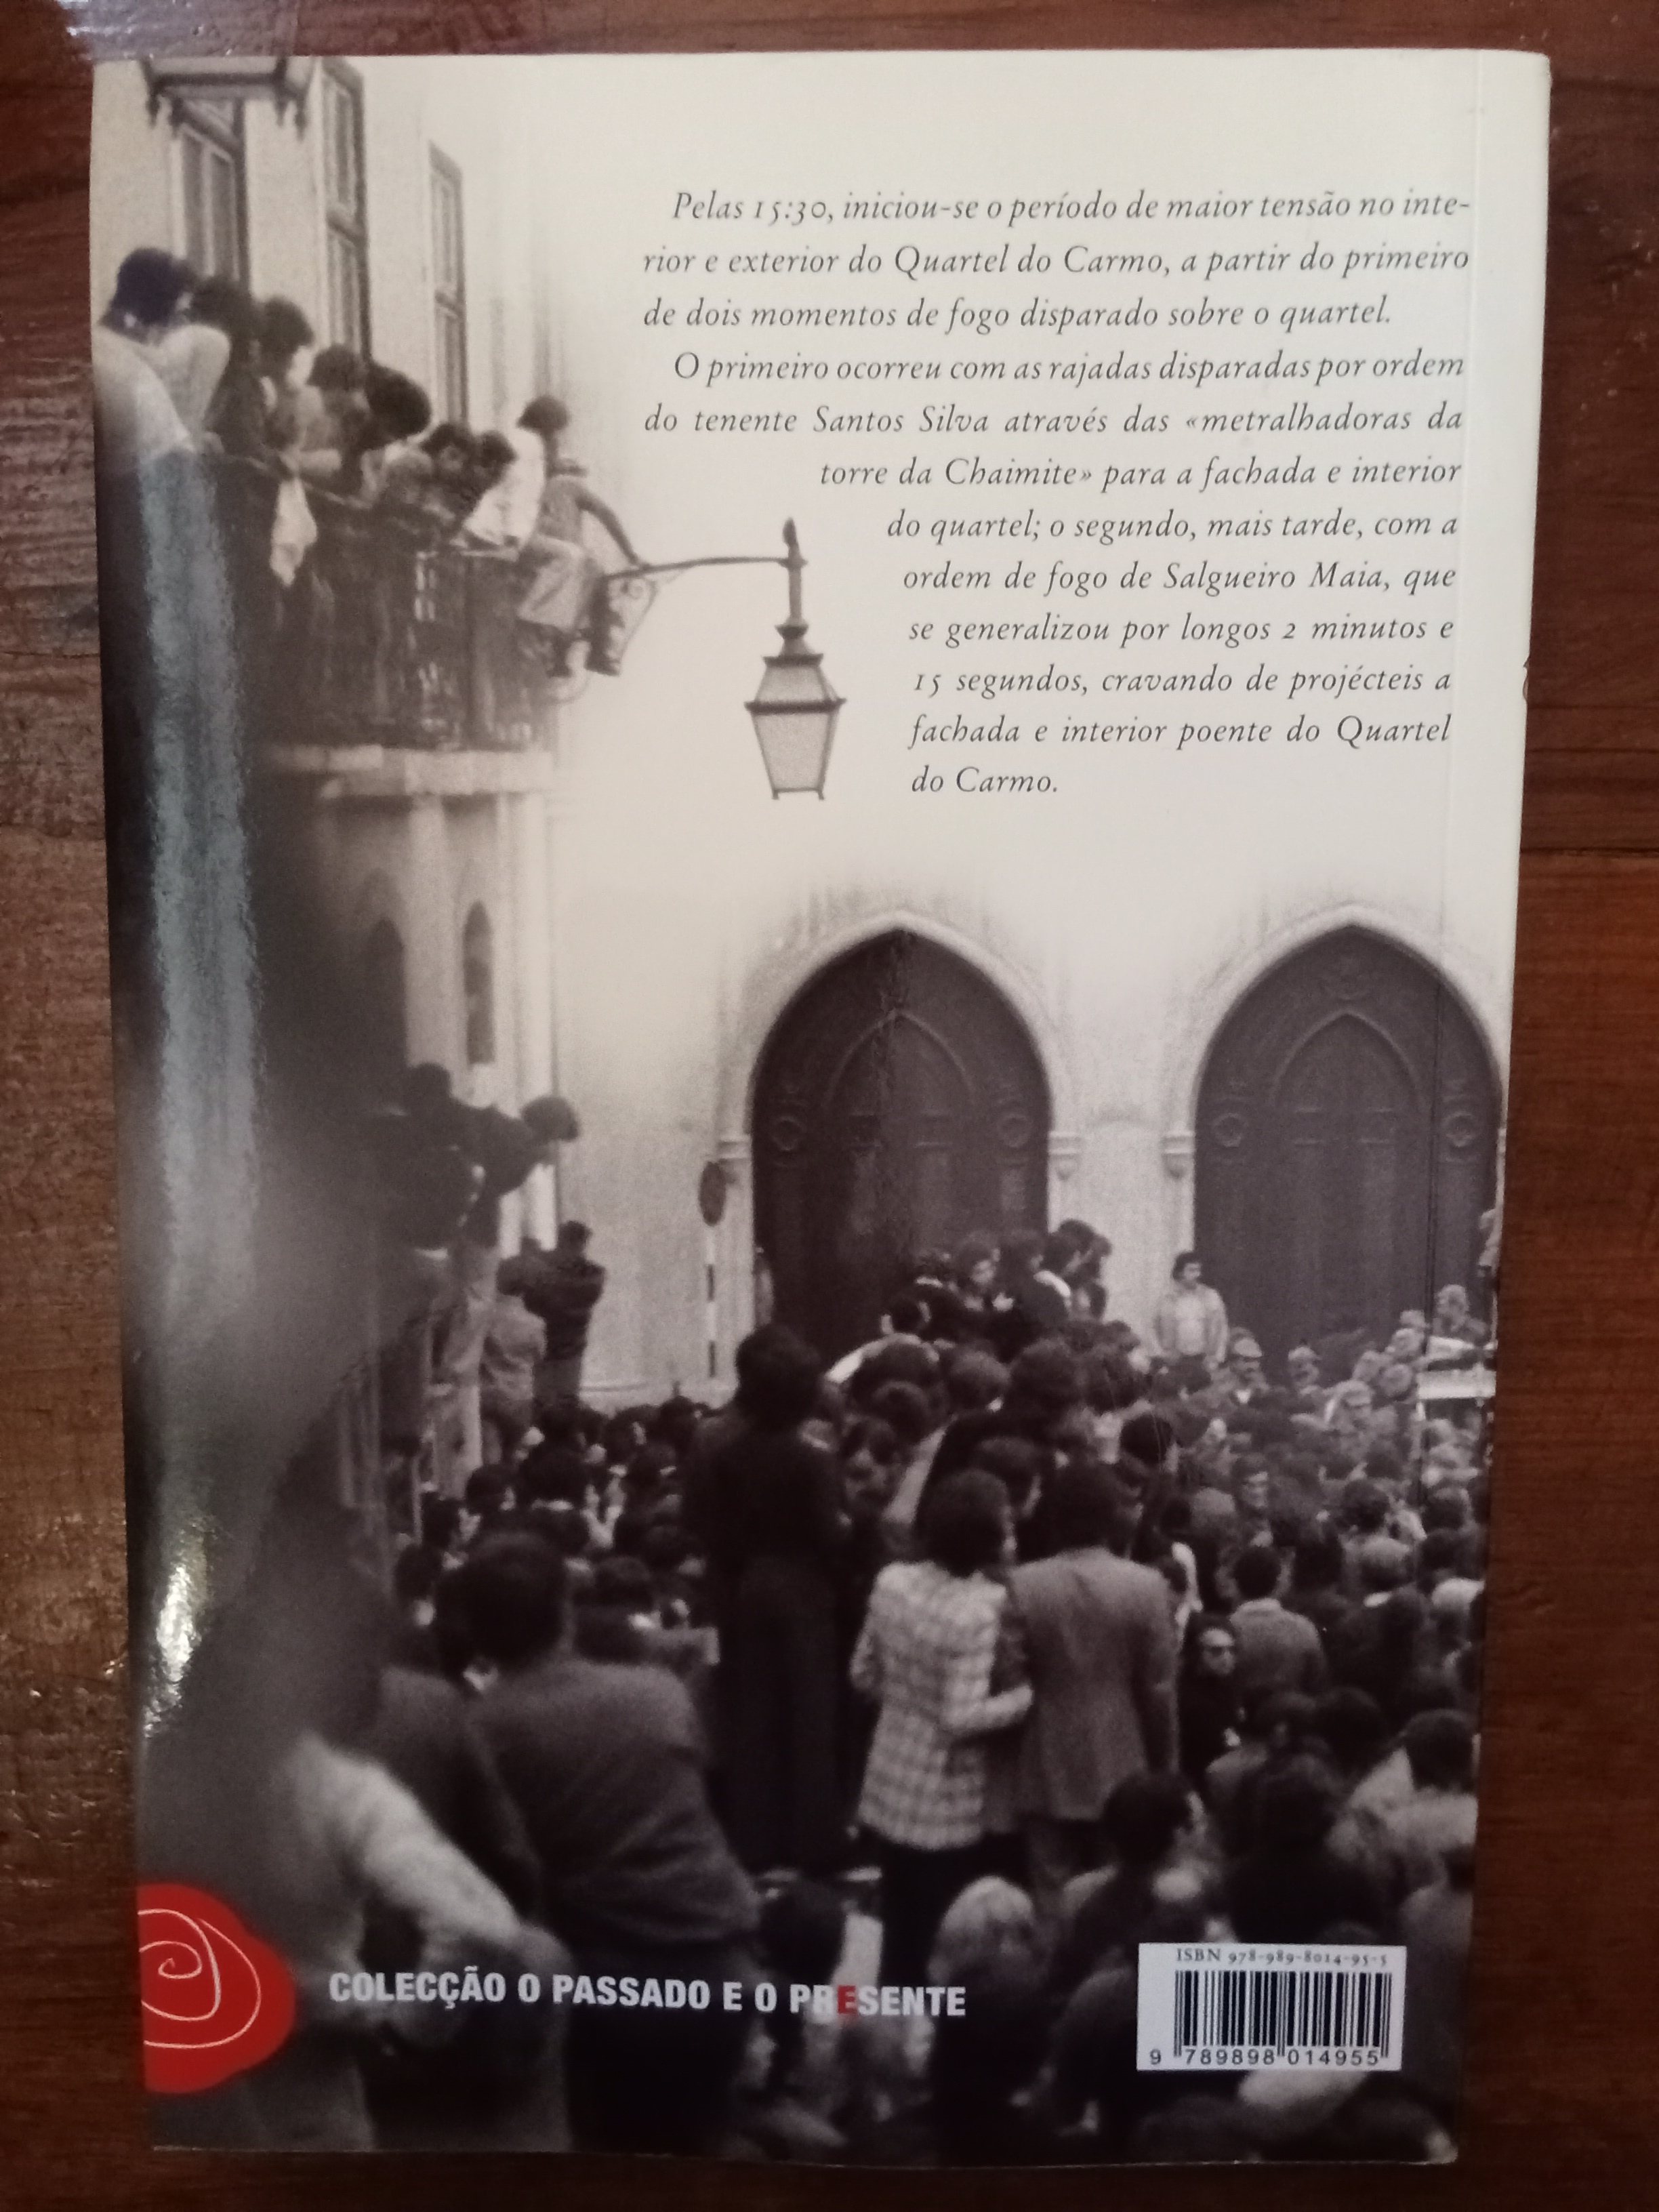 Pelas 15:30, iniciou-se o período de maior tensão no inte-
rior e exterior do Quartel do Carmo, a partir do primeiro
de dois momentos de fogo disparado sobre o quartel.
O primeiro ocorreu com as rajadas disparadas por ordem
do tenente Santos Silva através das «metralhadoras da
torre da Chaimite» para a fachada e interior
do quartel; o segundo, mais tarde, com a
ordem de fogo de Salgueiro Maia, que
se generalizou por longos 2 minutos e
15 segundos, cravando de projécteis a
fachada e interior poente do Quartel
do Carmo.
COLECÇÃO O PASSADO E O PRESENTE
ISBN 978-989-8014-95-5
9 789898 014955